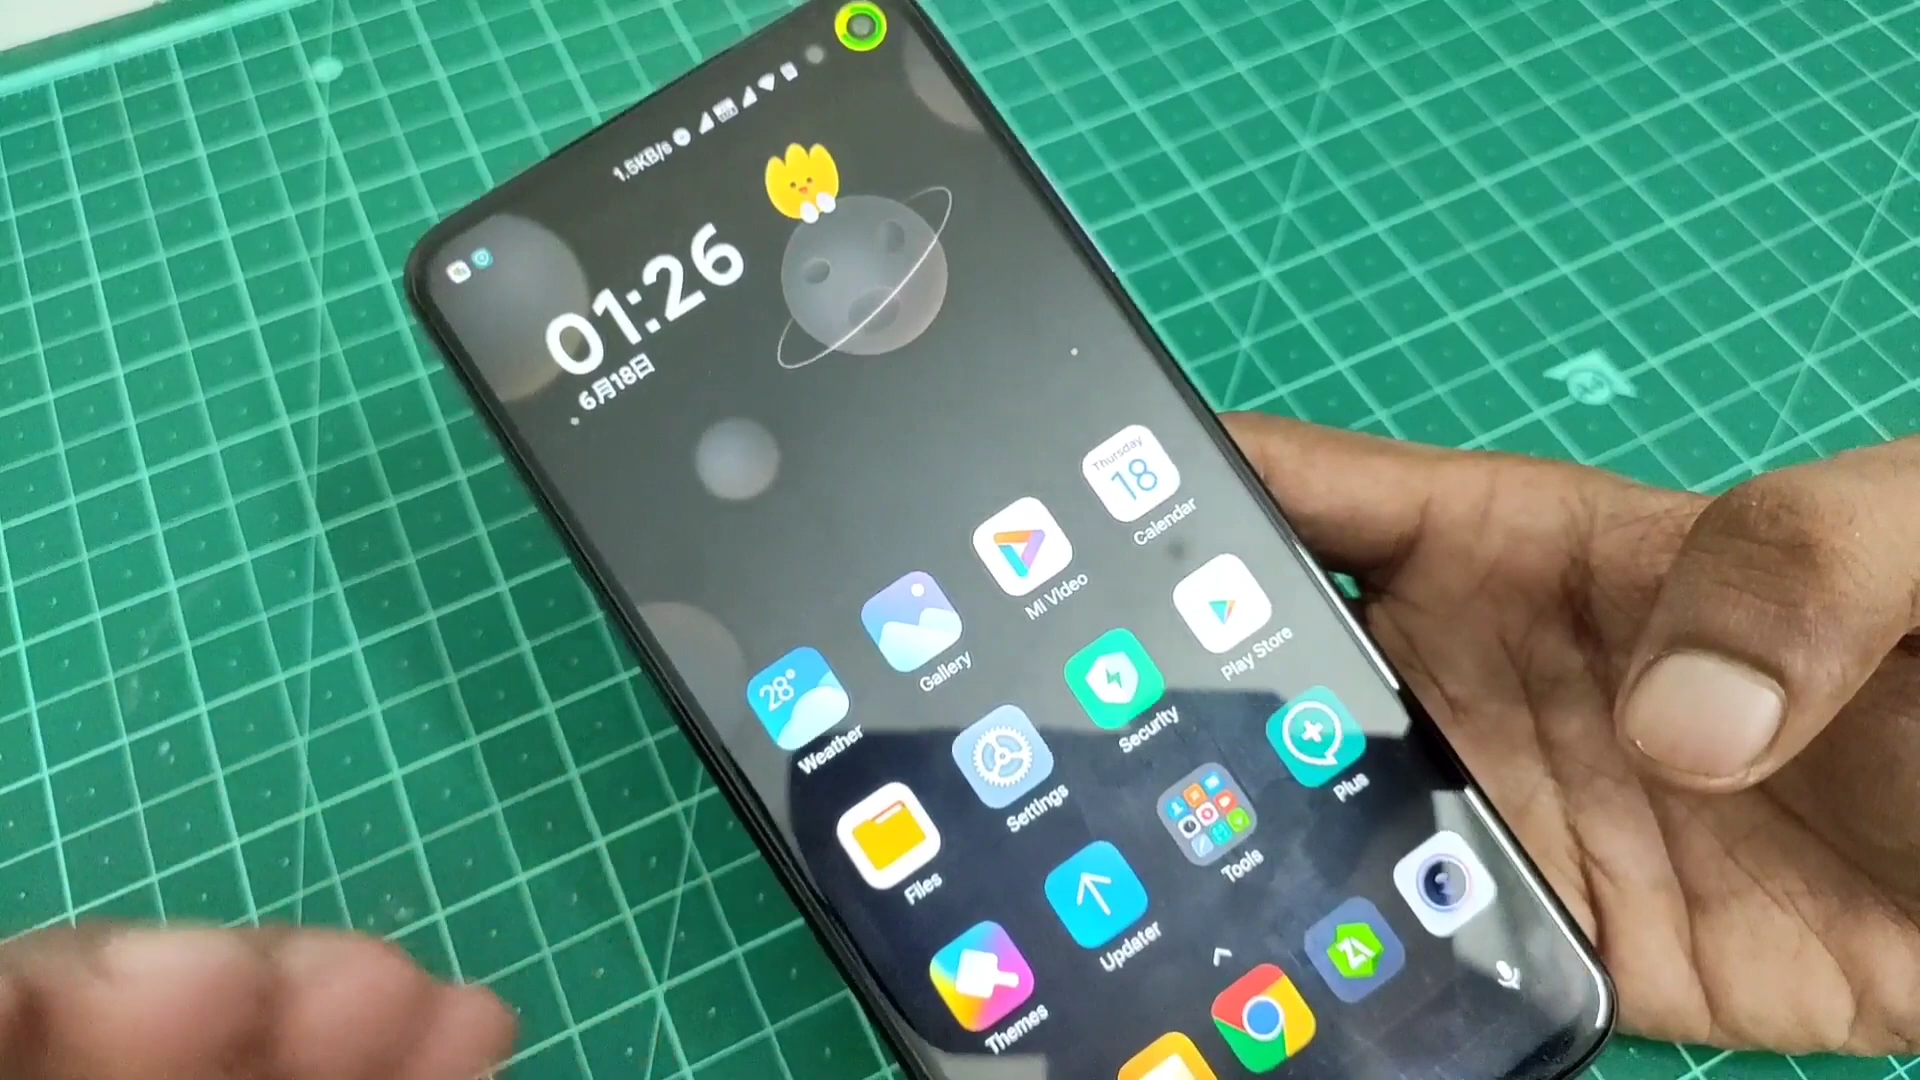 1.5KB/s
01:26
6月18日
Thursday
18
Calendar
Mi Video
Gallery
28°
Weather
Play Store
Security
Settings
Files
Plus
Tools
Updater
Themes